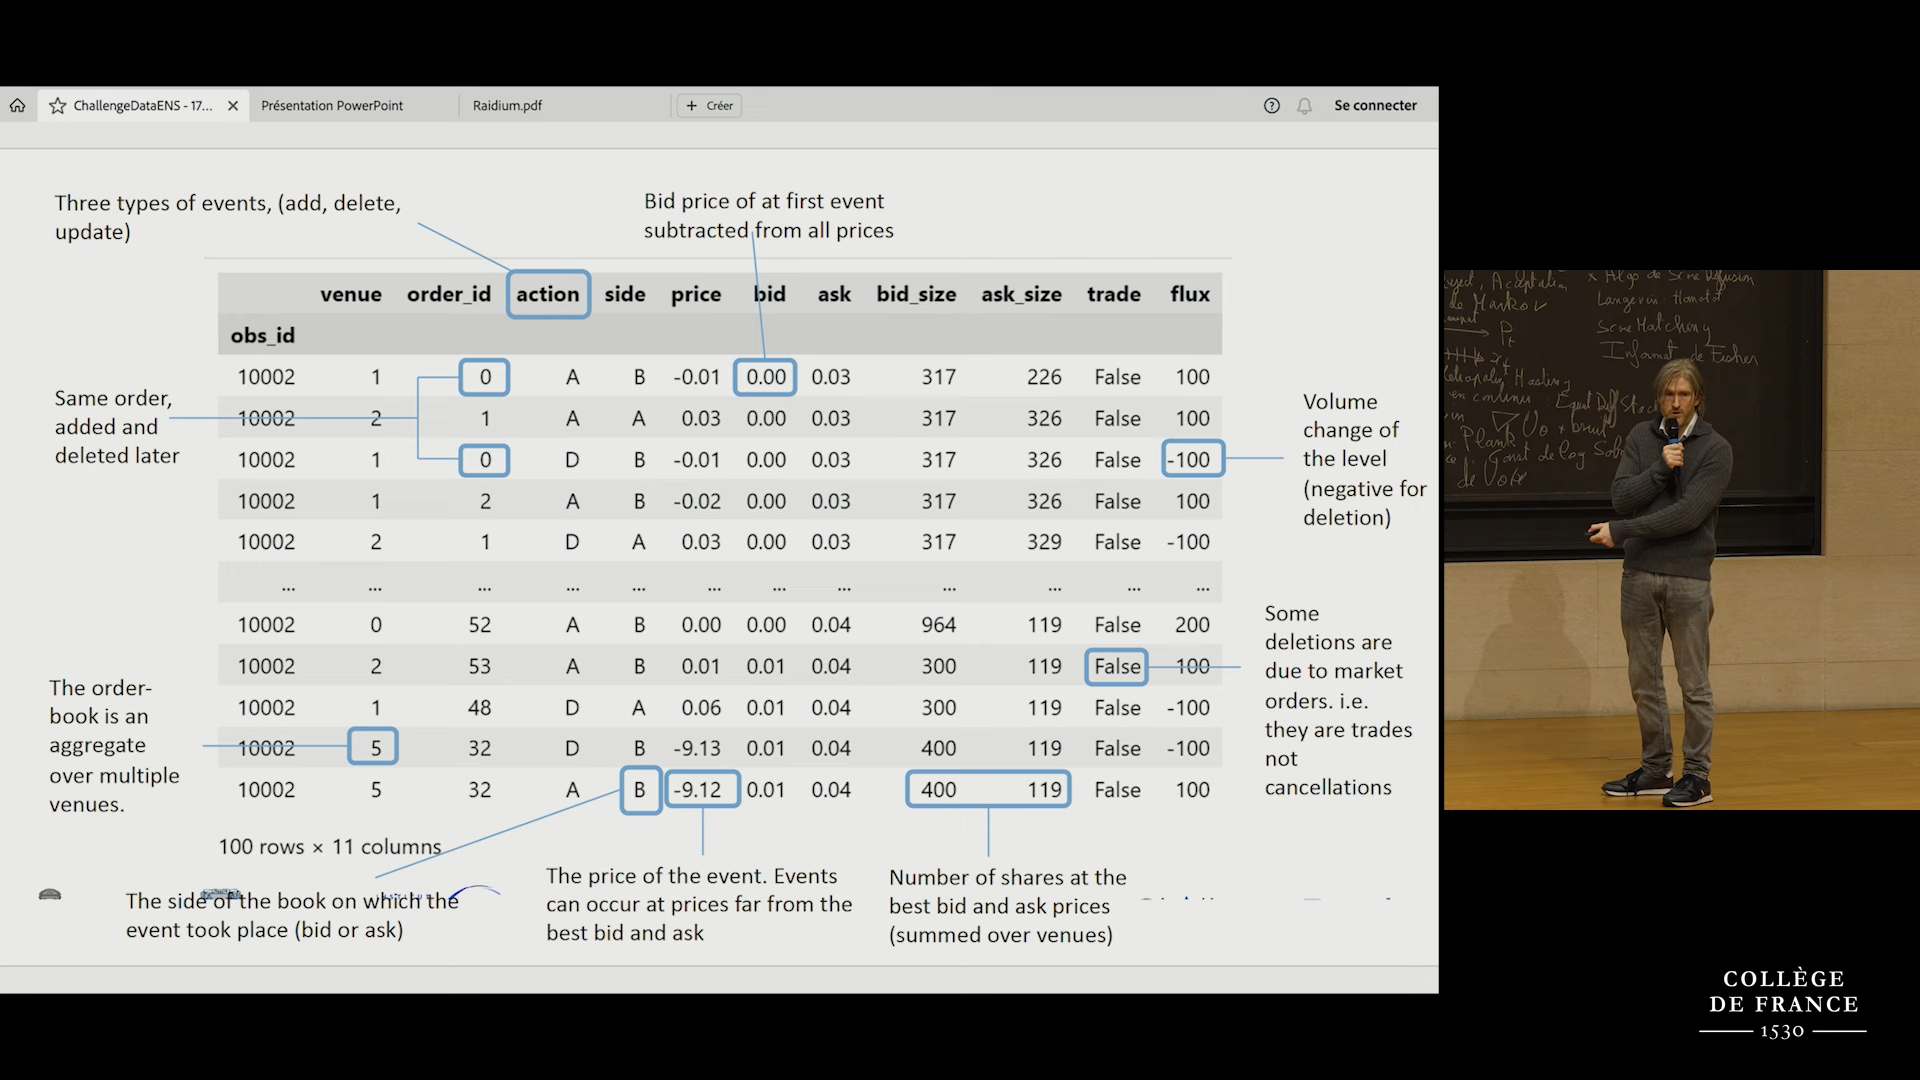 ChallengeDataENS - 17...
Présentation PowerPoint
Raidium.pdf
Créer
Se connecter
Three types of events, (add, delete,
update)
Bid price of at first event
subtracted from all prices
venue order_id action side price bid ask bid_size ask_size trade flux
obs_id
10002 1 0 A B -0.01 0.00 0.03 317 226 False 100
10002 2 1 A A 0.03 0.00 0.03 317 326 False 100
10002 1 0 D B -0.01 0.00 0.03 317 326 False -100
10002 1 2 A B -0.02 0.00 0.03 317 326 False 100
10002 2 1 D A 0.03 0.00 0.03 317 329 False -100
... ... ... ... ... ... ... ... ... ... ... ...
10002 0 52 A B 0.00 0.00 0.04 964 119 False 200
10002 2 53 A B 0.01 0.01 0.04 300 119 False 100
10002 1 48 D A 0.06 0.01 0.04 300 119 False -100
10002 5 32 D B -9.13 0.01 0.04 400 119 False -100
10002 5 32 A B -9.12 0.01 0.04 400 119 False 100
100 rows × 11 columns
Same order,
added and
deleted later
The order-
book is an
aggregate
over multiple
venues.
Volume
change of
the level
(negative for
deletion)
Some
deletions are
due to market
orders. i.e.
they are trades
not
cancellations
The side of the book on which the
event took place (bid or ask)
The price of the event. Events
can occur at prices far from the
best bid and ask
Number of shares at the
best bid and ask prices
(summed over venues)
x Algo de Score Diffusion
Score Matching
de Fisher
COLLÈGE
DE FRANCE
1530